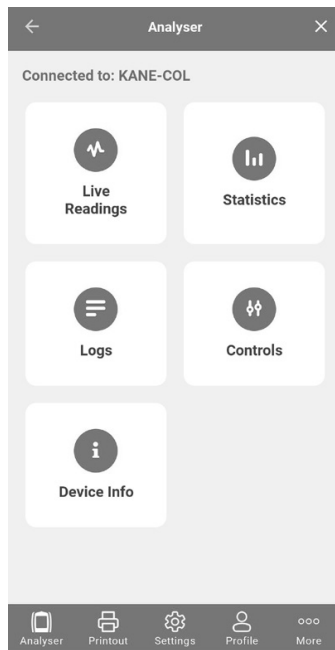 Analyser
Connected to: KANE-COL
Live
Readings
Statistics
Logs
Controls
Device Info
Analyser
Printout
Settings
Profile
More